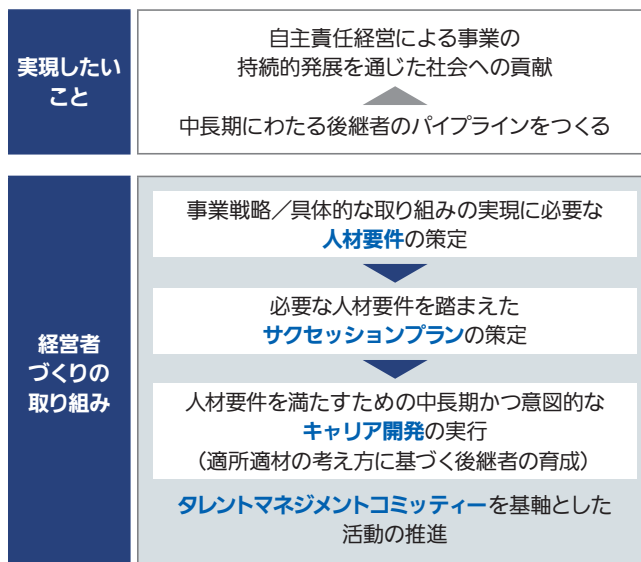 実現したい
こと
自主責任経営による事業の
持続的発展を通じた社会への貢献
中長期にわたる後継者のパイプラインをつくる
経営者
づくりの
取り組み
事業戦略／具体的な取り組みの実現に必要な
人材要件の策定
必要な人材要件を踏まえた
サクセッションプランの策定
人材要件を満たすための中長期かつ意図的な
キャリア開発の実行
（適所適材の考え方に基づく後継者の育成）
タレントマネジメントコミッティーを基軸とした
活動の推進